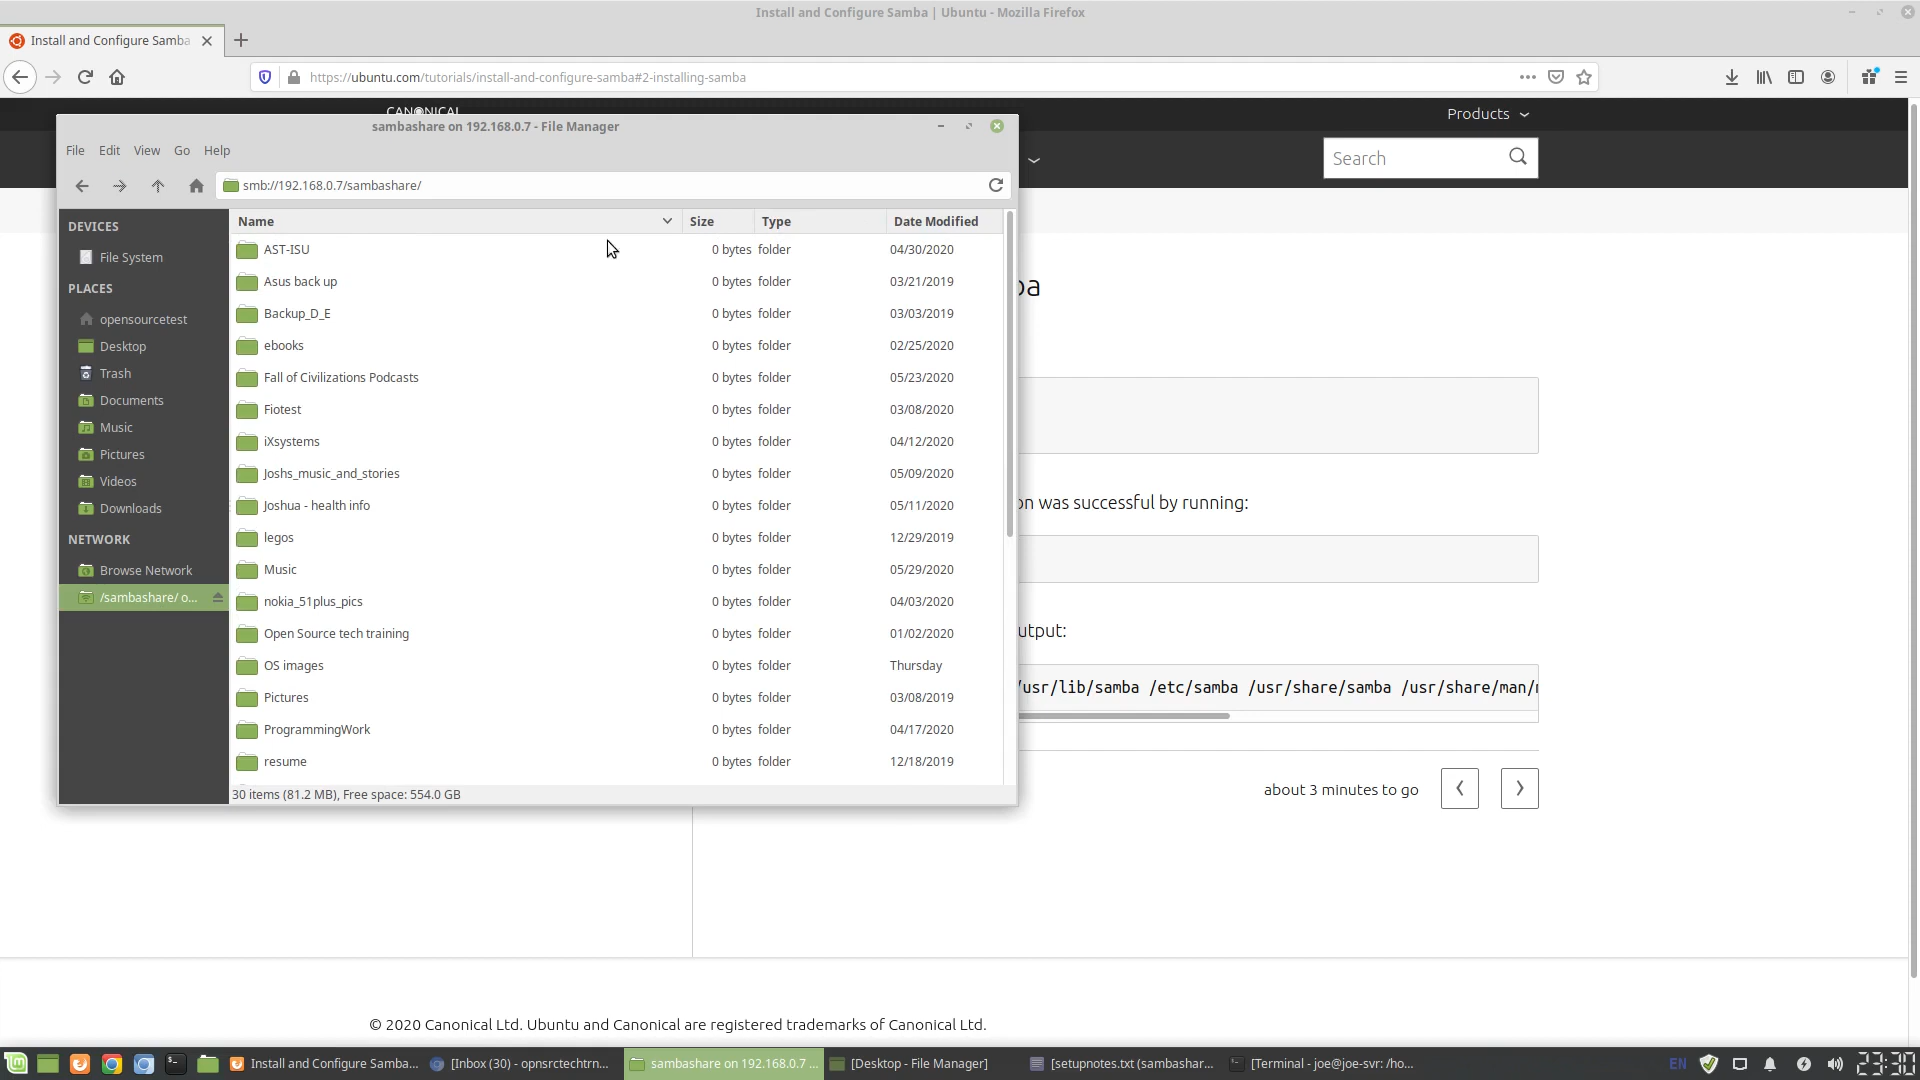 Install and Configure Samba | Ubuntu - Mozilla Firefox
Install and Configure Samba
https://ubuntu.com/tutorials/install-and-configure-samba#2-installing-samba
CANONICAL
Products
Search
sambashare on 192.168.0.7 - File Manager
File Edit View Go Help
smb://192.168.0.7/sambashare/
DEVICES
File System
PLACES
opensourcetest
Desktop
Trash
Documents
Music
Pictures
Videos
Downloads
NETWORK
Browse Network
/sambashare/ o...
Name Size Type Date Modified
AST-ISU 0 bytes folder 04/30/2020
Asus back up 0 bytes folder 03/21/2019
Backup_D_E 0 bytes folder 03/03/2019
ebooks 0 bytes folder 02/25/2020
Fall of Civilizations Podcasts 0 bytes folder 05/23/2020
Fiotest 0 bytes folder 03/08/2020
iXsystems 0 bytes folder 04/12/2020
Joshs_music_and_stories 0 bytes folder 05/09/2020
Joshua - health info 0 bytes folder 05/11/2020
legos 0 bytes folder 12/29/2019
Music 0 bytes folder 05/29/2020
nokia_51plus_pics 0 bytes folder 04/03/2020
Open Source tech training 0 bytes folder 01/02/2020
OS images 0 bytes folder Thursday
Pictures 0 bytes folder 03/08/2019
ProgrammingWork 0 bytes folder 04/17/2020
resume 0 bytes folder 12/18/2019
30 items (81.2 MB), Free space: 554.0 GB
ba
on was successful by running:
utput:
/usr/lib/samba /etc/samba /usr/share/samba /usr/share/man/
about 3 minutes to go
© 2020 Canonical Ltd. Ubuntu and Canonical are registered trademarks of Canonical Ltd.
Install and Configure Samba...
[Inbox (30) - opnsrctechtrn...
sambashare on 192.168.0.7 ...
[Desktop - File Manager]
[setupnotes.txt (sambashar...
[Terminal - joe@joe-svr: /ho...
EN
23:30